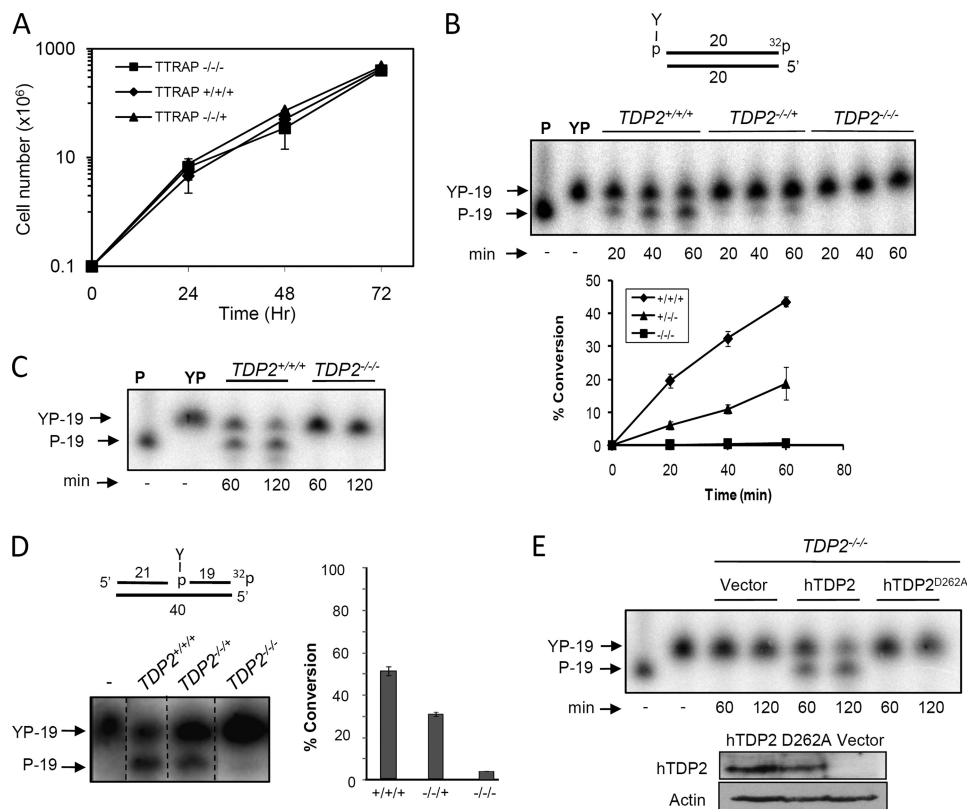 A
Cell number (x10⁶)
1000
10
0.1
TTRAP -/-/-
TTRAP +/+/+
TTRAP -/-/+
0 24 48 72
Time (Hr)
B
Y
p
20
³²p
20
5’
P YP TDP2⁺/⁺/⁺ TDP2⁻/⁻/⁺ TDP2⁻/⁻/⁻
YP-19
P-19
min - - 20 40 60 20 40 60 20 40 60
% Conversion
50
40
30
20
10
0
+/+/+
+/-/-
-/-/-
0 20 40 60 80
Time (min)
C
P YP TDP2⁺/⁺/⁺ TDP2⁻/⁻/⁻
YP-19
P-19
min - - 60 120 60 120
D
Y
5’ 21 p 19 ³²p
40 5’
- TDP2⁺/⁺/⁺ TDP2⁻/⁻/⁺ TDP2⁻/⁻/⁻
YP-19
P-19
% Conversion
100
80
60
40
20
0
+/+/+ -/-/+ -/-/-
E
TDP2⁻/⁻/⁻
Vector hTDP2 hTDP2ᴰ²⁶²ᴬ
YP-19
P-19
min - - 60 120 60 120 60 120
hTDP2 D262A Vector
hTDP2
Actin